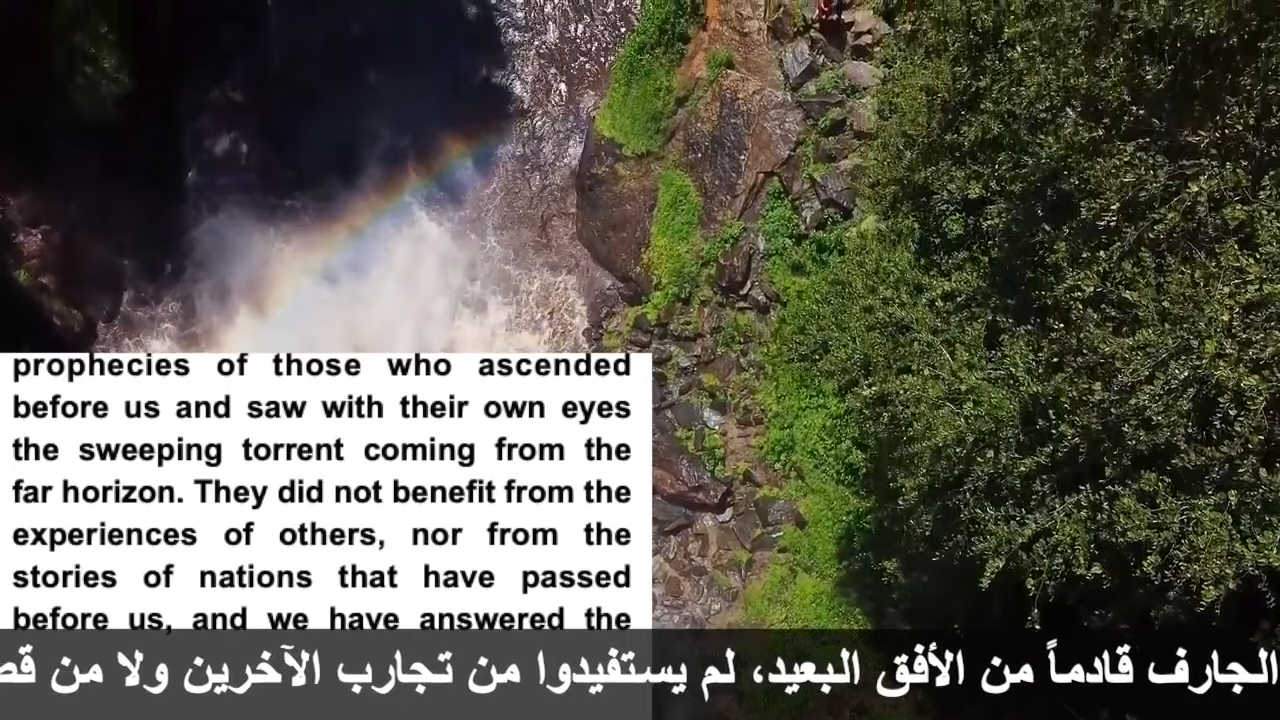 prophecies of those who ascended
before us and saw with their own eyes
the sweeping torrent coming from the
far horizon. They did not benefit from the
experiences of others, nor from the
stories of nations that have passed
before us, and we have answered the
الجارف قادماً من الأفق البعيد، لم يستفيدوا من تجارب الآخرين ولا من